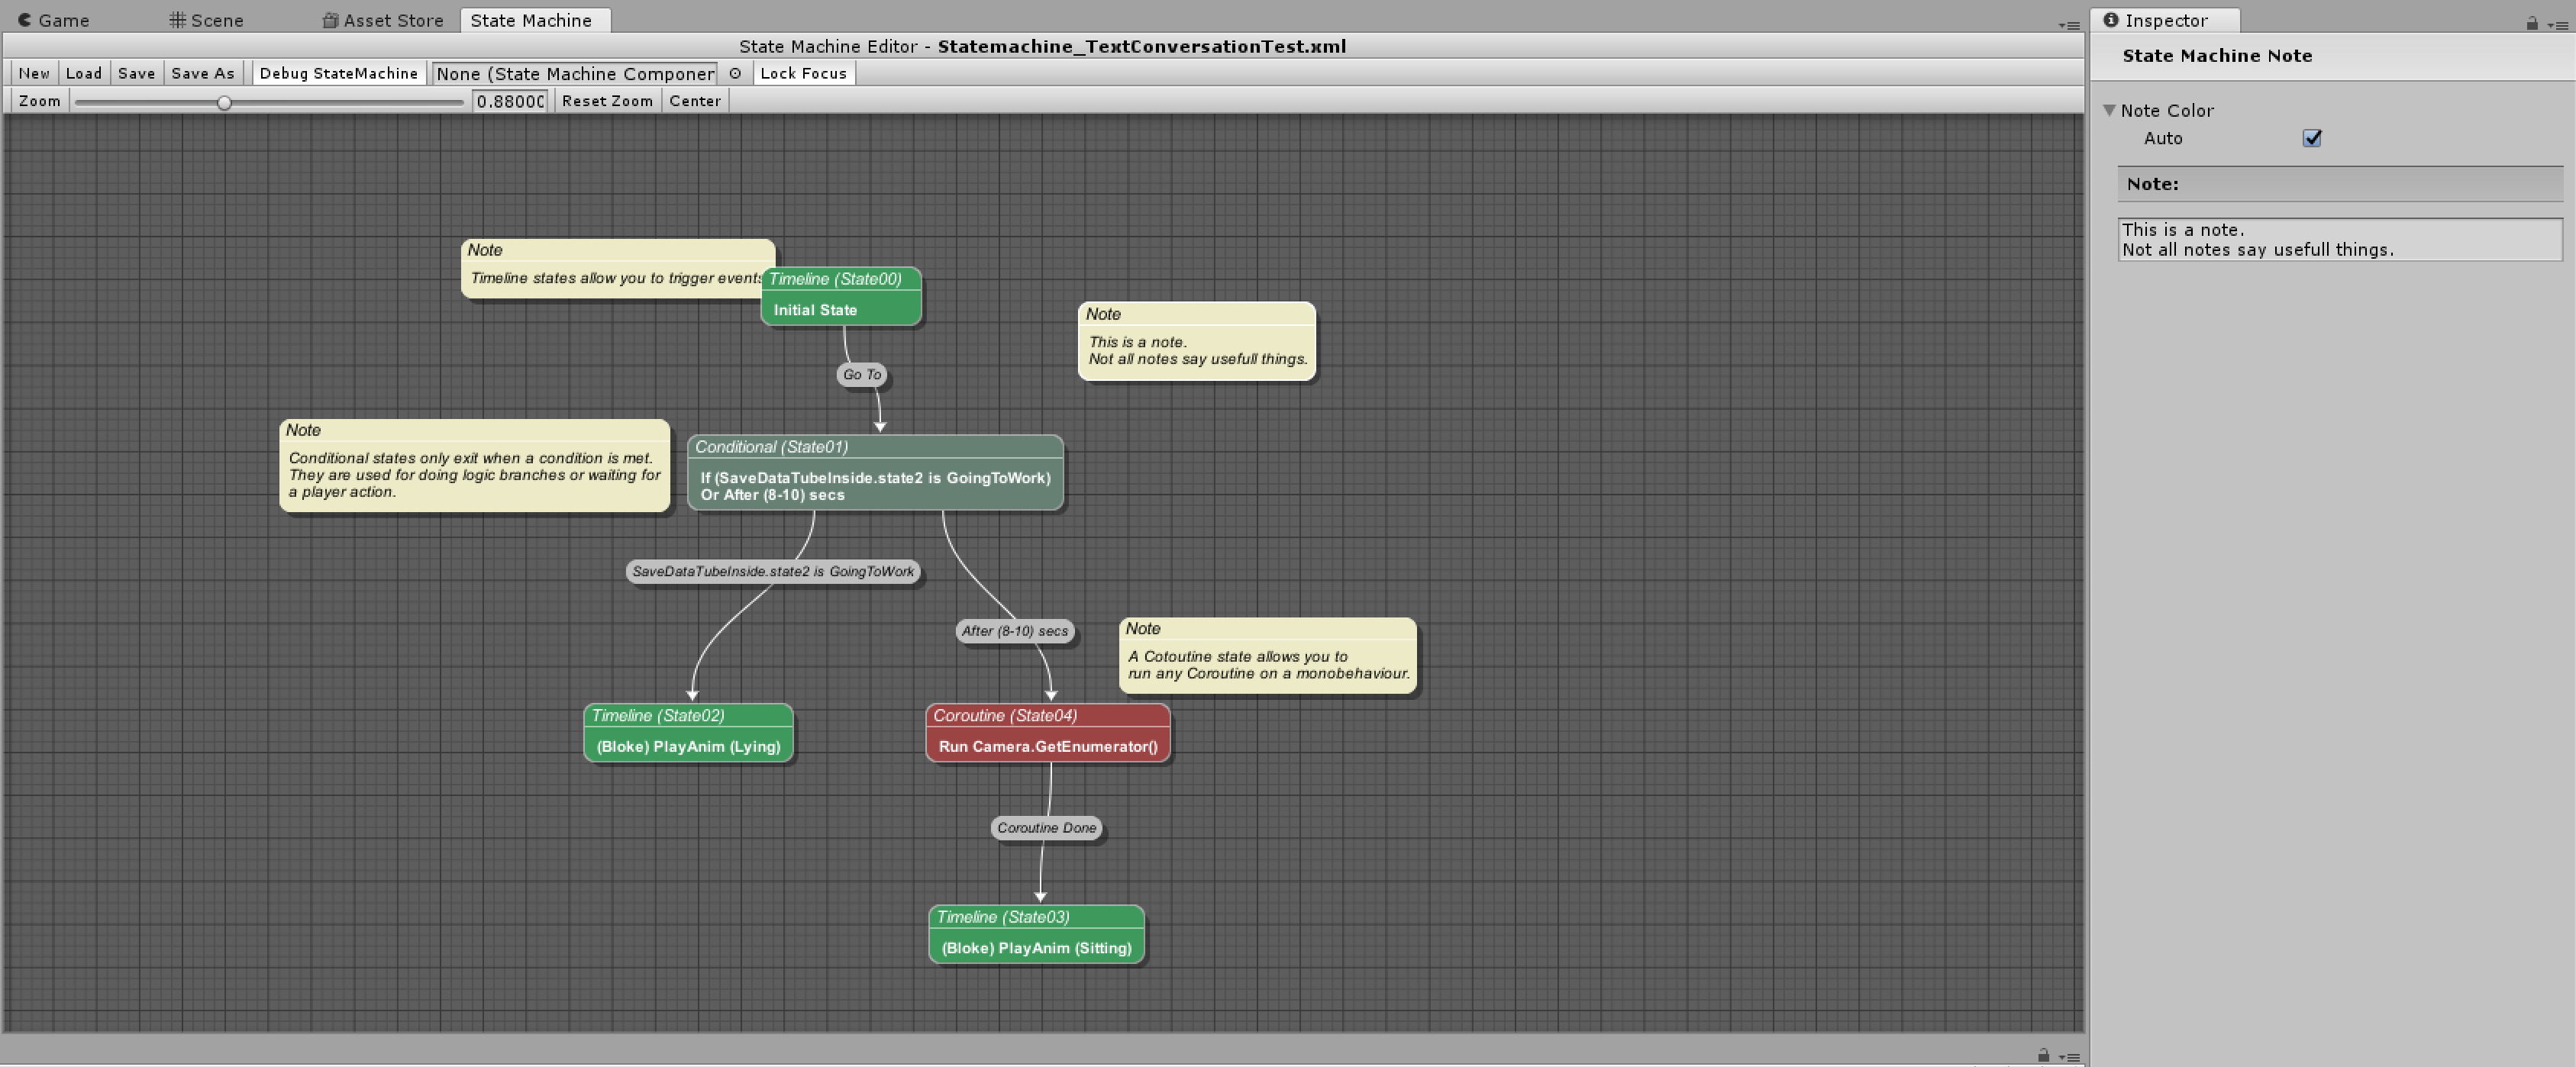 Game
Scene
Asset Store
State Machine
Inspector
State Machine Editor - Statemachine_TextConversationTest.xml
State Machine Note
New
Load
Save
Save As
Debug StateMachine
None (State Machine Componer
Lock Focus
Zoom
0.8800
Reset Zoom
Center
Note Color
Auto
Note:
This is a note.
Not all notes say usefull things.
Note
Timeline states allow you to trigger events
Timeline (State00)
Initial State
Note
This is a note.
Not all notes say usefull things.
Go To
Note
Conditional states only exit when a condition is met.
They are used for doing logic branches or waiting for
a player action.
Conditional (State01)
If (SaveDataTubeInside.state2 is GoingToWork)
Or After (8-10) secs
SaveDataTubeInside.state2 is GoingToWork
After (8-10) secs
Note
A Cotoutine state allows you to
run any Coroutine on a monobehaviour.
Timeline (State02)
(Bloke) PlayAnim (Lying)
Coroutine (State04)
Run Camera.GetEnumerator()
Coroutine Done
Timeline (State03)
(Bloke) PlayAnim (Sitting)